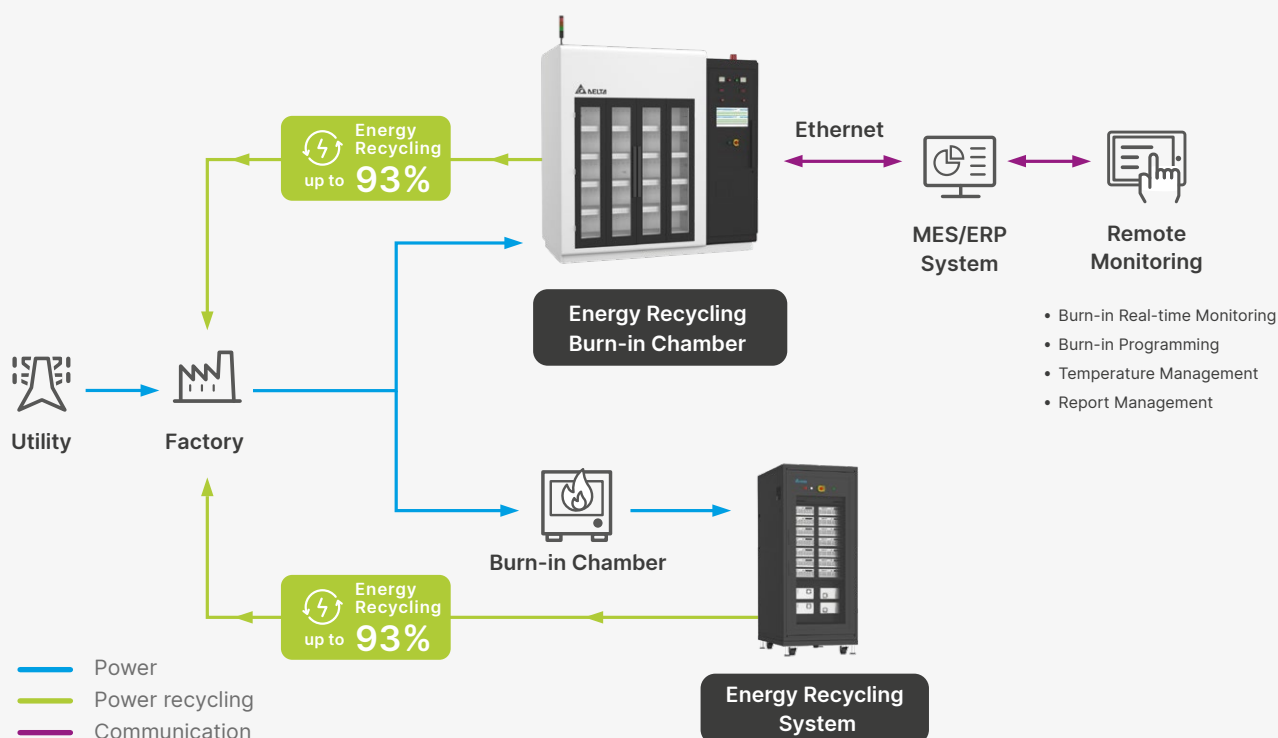 DELTA
Energy
Recycling
up to 93%
Ethernet
MES/ERP
System
Remote
Monitoring
Energy Recycling
Burn-in Chamber
• Burn-in Real-time Monitoring
• Burn-in Programming
• Temperature Management
• Report Management
Utility
Factory
Burn-in Chamber
Energy
Recycling
up to 93%
Energy Recycling
System
Power
Power recycling
Communication